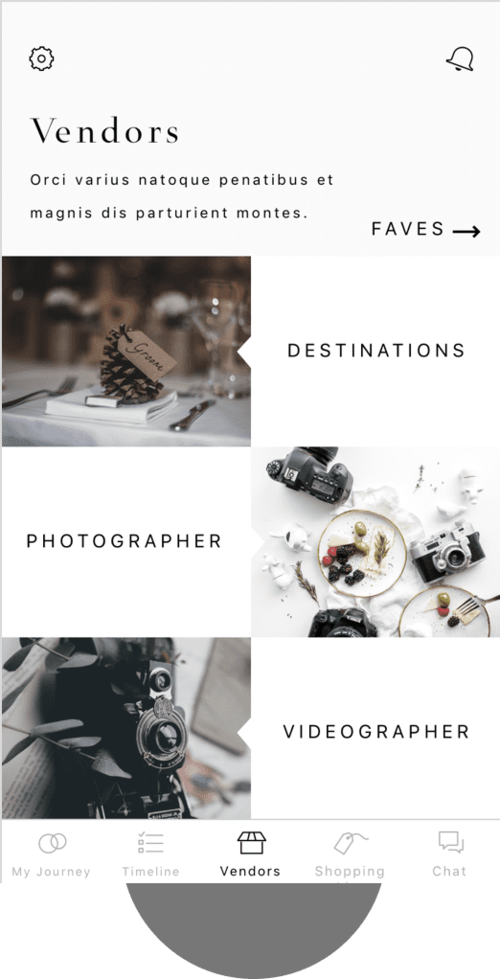 Vendors
Orci varius natoque penatibus et
magnis dis parturient montes.
FAVES
Groom
DESTINATIONS
PHOTOGRAPHER
VIDEOGRAPHER
My Journey
Timeline
Vendors
Shopping
Chat